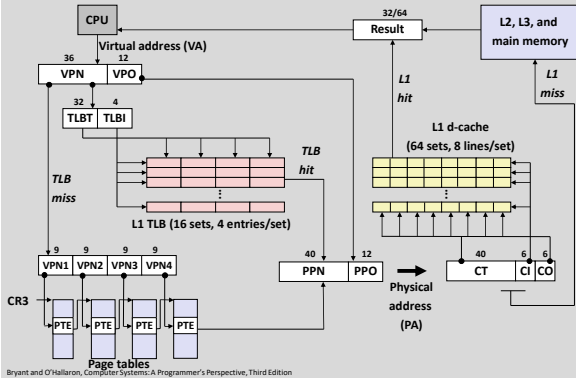 CPU
32/64
Result
L2, L3, and
main memory
Virtual address (VA)
36 12
VPN VPO
L1
hit
L1
miss
32 4
TLBT TLBI
TLB
hit
L1 d-cache
(64 sets, 8 lines/set)
TLB
miss
...
L1 TLB (16 sets, 4 entries/set)
...
9 9 9 9
VPN1 VPN2 VPN3 VPN4
40 12
PPN PPO
40 6 6
CT CI CO
Physical
address
(PA)
CR3
PTE PTE PTE PTE
Page tables
Bryant and O'Hallaron, Computer Systems: A Programmer's Perspective, Third Edition